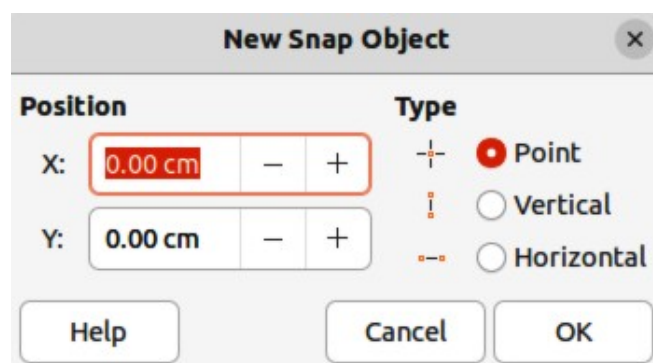 New Snap Object
Position
Type
X: 0.00 cm
Point
Vertical
Y: 0.00 cm
Horizontal
Help
Cancel
OK